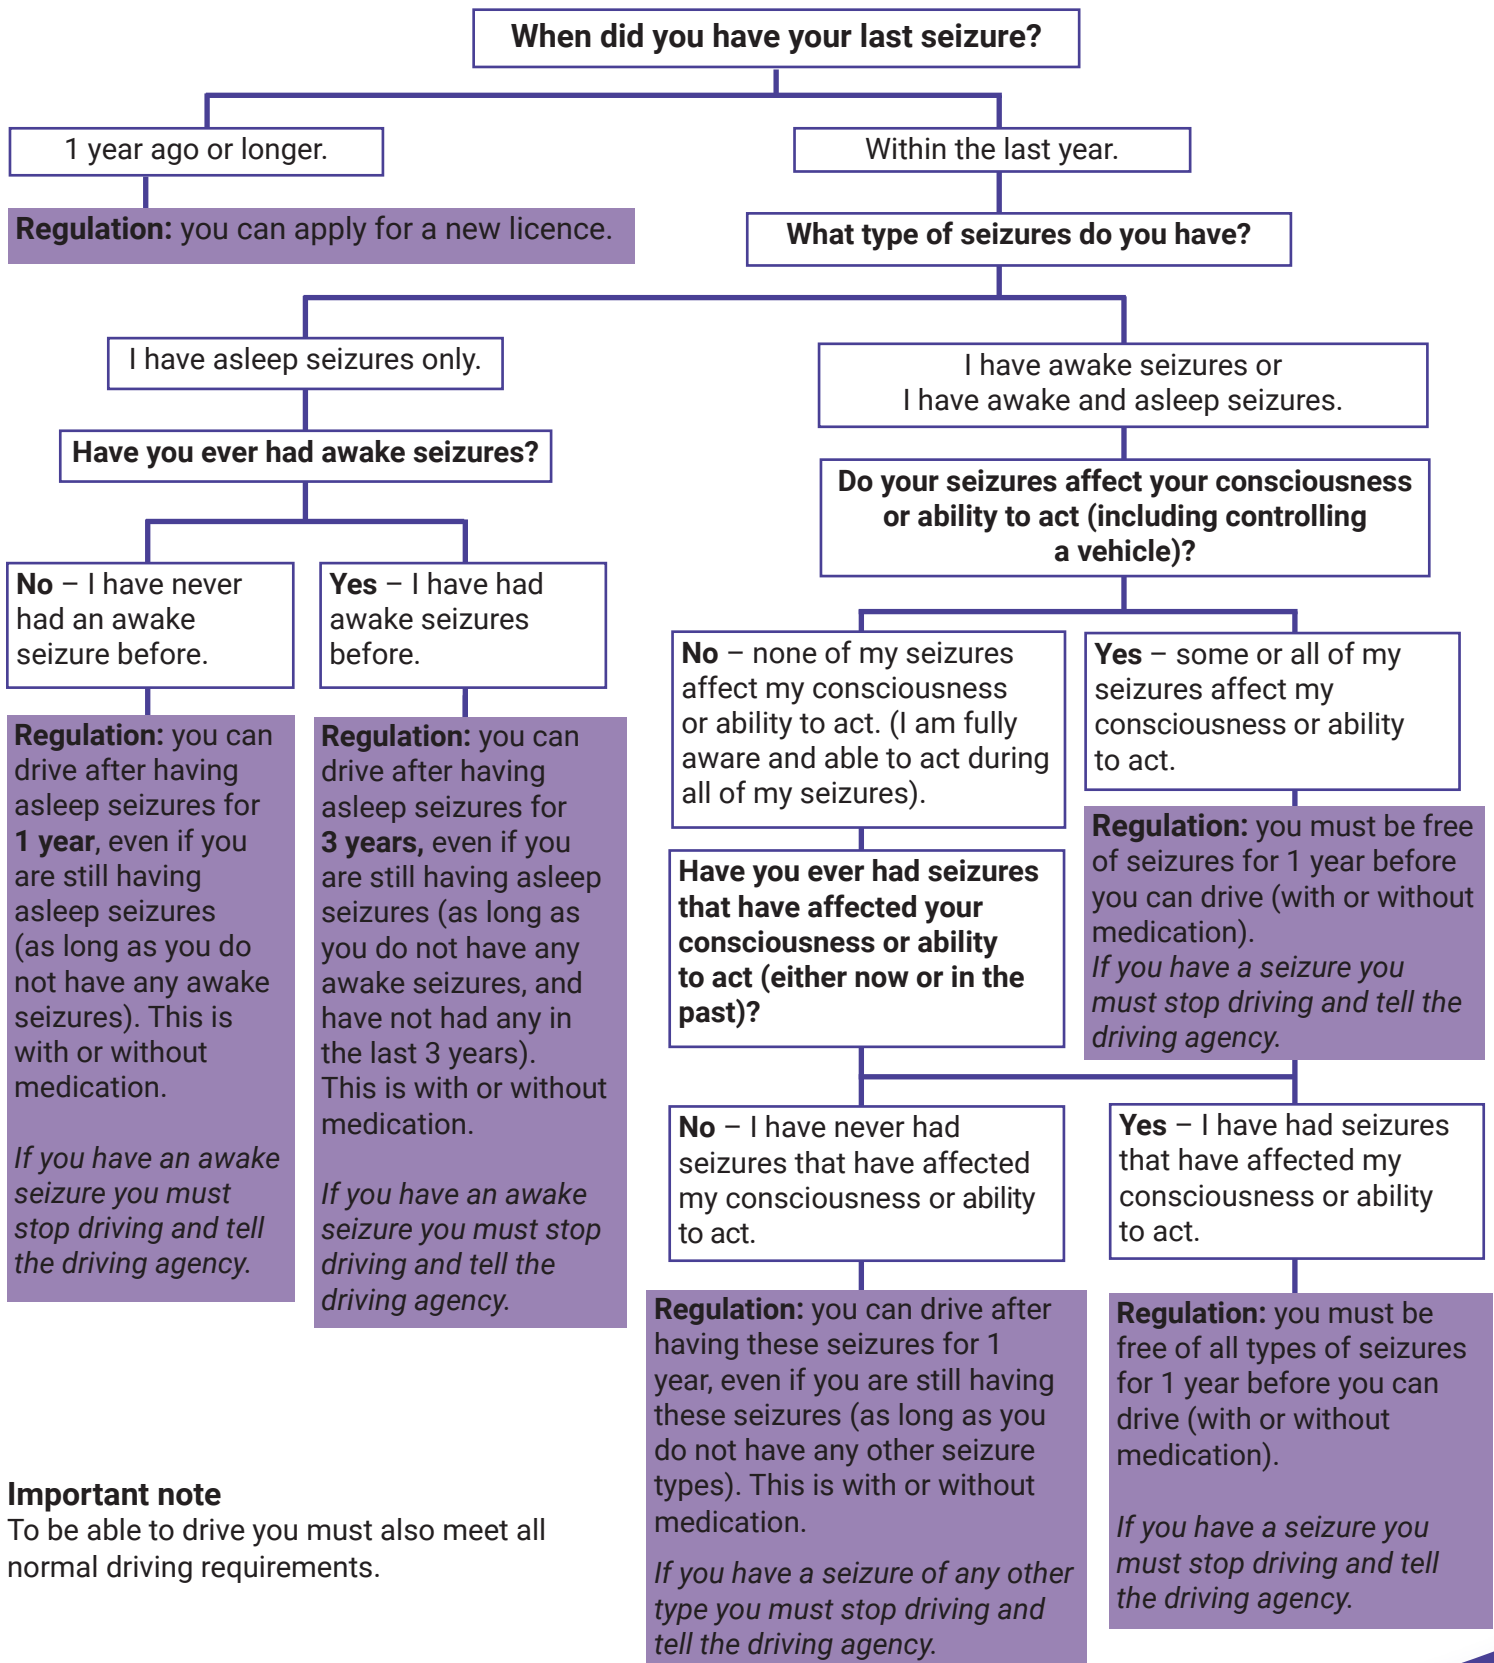 When did you have your last seizure?
1 year ago or longer.
Within the last year.
Regulation: you can apply for a new licence.
What type of seizures do you have?
I have asleep seizures only.
I have awake seizures or
I have awake and asleep seizures.
Have you ever had awake seizures?
Do your seizures affect your consciousness
or ability to act (including controlling
a vehicle)?
No – I have never
had an awake
seizure before.
Yes – I have had
awake seizures
before.
No – none of my seizures
affect my consciousness
or ability to act. (I am fully
aware and able to act during
all of my seizures).
Yes – some or all of my
seizures affect my
consciousness or ability
to act.
Regulation: you can
drive after having
asleep seizures for
1 year, even if you
are still having
asleep seizures
(as long as you do
not have any awake
seizures). This is
with or without
medication.
If you have an awake
seizure you must
stop driving and tell
the driving agency.
Regulation: you can
drive after having
asleep seizures for
3 years, even if you
are still having asleep
seizures (as long as
you do not have any
awake seizures, and
have not had any in
the last 3 years).
This is with or without
medication.
If you have an awake
seizure you must stop
driving and tell the
driving agency.
Regulation: you must be free
of seizures for 1 year before
you can drive (with or without
medication).
If you have a seizure you
must stop driving and tell the
driving agency.
Have you ever had seizures
that have affected your
consciousness or ability
to act (either now or in the
past)?
No – I have never had
seizures that have affected
my consciousness or ability
to act.
Yes – I have had seizures
that have affected my
consciousness or ability
to act.
Regulation: you can drive after
having these seizures for 1
year, even if you are still having
these seizures (as long as you
do not have any other seizure
types). This is with or without
medication.
If you have a seizure of any other
type you must stop driving and
tell the driving agency.
Regulation: you must be
free of all types of seizures
for 1 year before you can
drive (with or without
medication).
If you have a seizure you
must stop driving and tell
the driving agency.
Important note
To be able to drive you must also meet all
normal driving requirements.